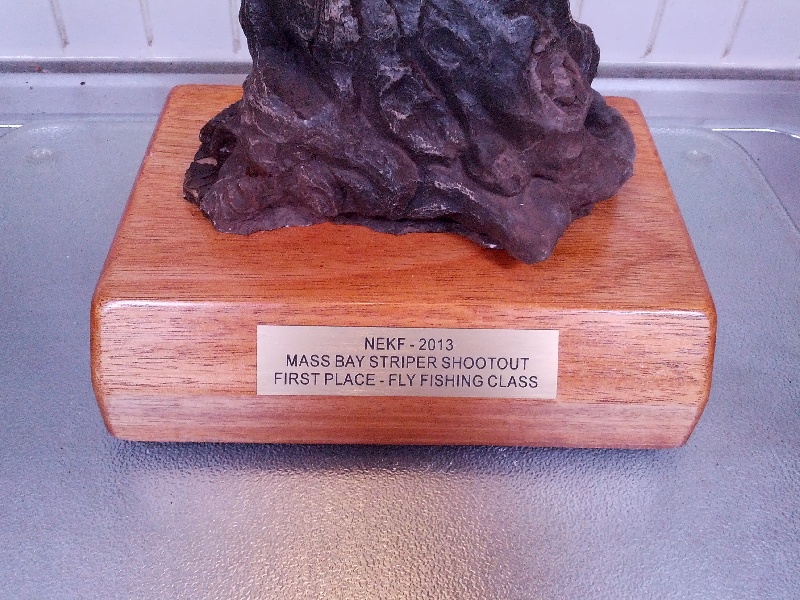 NEKF - 2013
MASS BAY STRIPER SHOOTOUT
FIRST PLACE - FLY FISHING CLASS